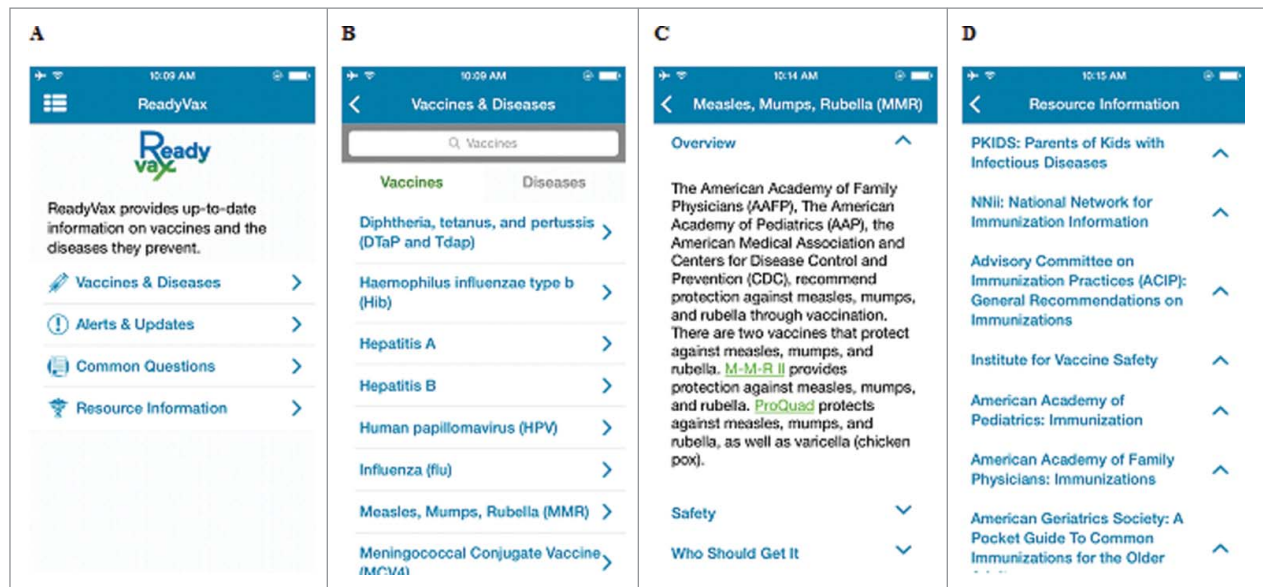 A
10:09 AM
ReadyVax
Ready
vax
ReadyVax provides up-to-date
information on vaccines and the
diseases they prevent.
Vaccines & Diseases
Alerts & Updates
Common Questions
Resource Information
B
10:09 AM
Vaccines & Diseases
Vaccines
Vaccines
Diseases
Diphtheria, tetanus, and pertussis
(DTaP and Tdap)
Haemophilus influenzae type b
(Hib)
Hepatitis A
Hepatitis B
Human papillomavirus (HPV)
Influenza (flu)
Measles, Mumps, Rubella (MMR)
Meningococcal Conjugate Vaccine
(MCV4)
C
10:14 AM
Measles, Mumps, Rubella (MMR)
Overview
The American Academy of Family
Physicians (AAFP), The American
Academy of Pediatrics (AAP), the
American Medical Association and
Centers for Disease Control and
Prevention (CDC), recommend
protection against measles, mumps,
and rubella through vaccination.
There are two vaccines that protect
against measles, mumps, and
rubella. M-M-R II provides
protection against measles, mumps,
and rubella. ProQuad protects
against measles, mumps, and
rubella, as well as varicella (chicken
pox).
Safety
Who Should Get It
D
10:15 AM
Resource Information
PKIDS: Parents of Kids with
Infectious Diseases
NNii: National Network for
Immunization Information
Advisory Committee on
Immunization Practices (ACIP):
General Recommendations on
Immunizations
Institute for Vaccine Safety
American Academy of
Pediatrics: Immunization
American Academy of Family
Physicians: Immunizations
American Geriatrics Society: A
Pocket Guide To Common
Immunizations for the Older